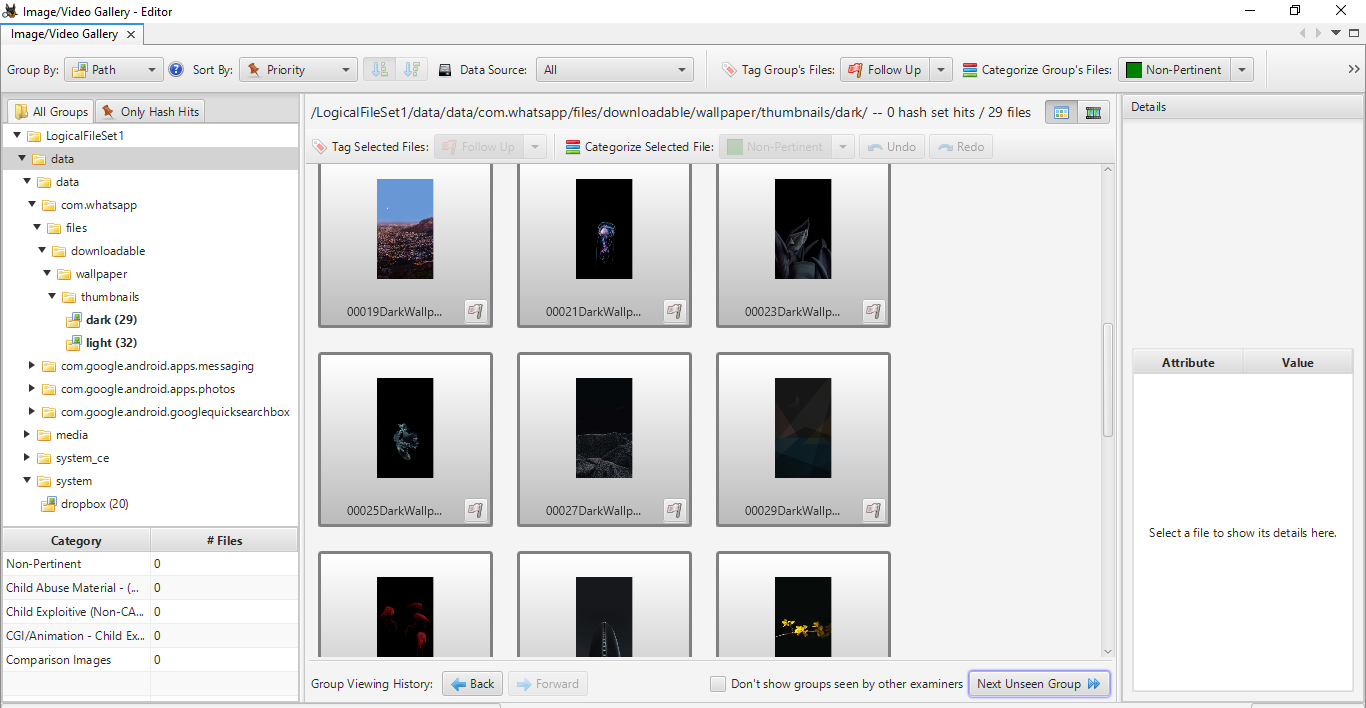 Image/Video Gallery - Editor
Image/Video Gallery
Group By: Path Sort By: Priority Data Source: All Tag Group's Files: Follow Up Categorize Group's Files: Non-Pertinent
All Groups Only Hash Hits
LogicalFileSet1
data
data
com.whatsapp
files
downloadable
wallpaper
thumbnails
dark (29)
light (32)
com.google.android.apps.messaging
com.google.android.apps.photos
com.google.android.googlequicksearchbox
media
system_ce
system
dropbox (20)
Category # Files
Non-Pertinent 0
Child Abuse Material - (... 0
Child Exploitive (Non-CA... 0
CGI/Animation - Child Ex... 0
Comparison Images 0
/LogicalFileSet1/data/data/com.whatsapp/files/downloadable/wallpaper/thumbnails/dark/ -- 0 hash set hits / 29 files
Tag Selected Files: Follow Up Categorize Selected File: Non-Pertinent Undo Redo
00019DarkWallp... 00021DarkWallp... 00023DarkWallp...
00025DarkWallp... 00027DarkWallp... 00029DarkWallp...
Group Viewing History: Back Forward Don't show groups seen by other examiners Next Unseen Group
Details
Attribute Value
Select a file to show its details here.